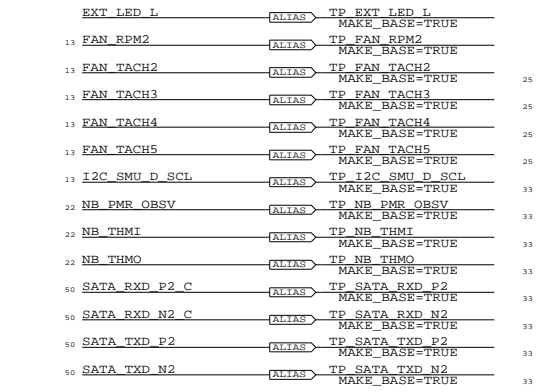 EXT_LED_L ALIAS TP_EXT_LED_L
MAKE_BASE=TRUE
13 FAN_RPM2 ALIAS TP_FAN_RPM2
MAKE_BASE=TRUE
13 FAN_TACH2 ALIAS TP_FAN_TACH2
MAKE_BASE=TRUE 25
13 FAN_TACH3 ALIAS TP_FAN_TACH3
MAKE_BASE=TRUE 25
13 FAN_TACH4 ALIAS TP_FAN_TACH4
MAKE_BASE=TRUE 25
13 FAN_TACH5 ALIAS TP_FAN_TACH5
MAKE_BASE=TRUE 25
13 I2C_SMU_D_SCL ALIAS TP_I2C_SMU_D_SCL
MAKE_BASE=TRUE 33
22 NB_PMR_OBSV ALIAS TP_NB_PMR_OBSV
MAKE_BASE=TRUE 33
22 NB_THMI ALIAS TP_NB_THMI
MAKE_BASE=TRUE 33
22 NB_THMO ALIAS TP_NB_THMO
MAKE_BASE=TRUE 33
50 SATA_RXD_P2_C ALIAS TP_SATA_RXD_P2
MAKE_BASE=TRUE 33
50 SATA_RXD_N2_C ALIAS TP_SATA_RXD_N2
MAKE_BASE=TRUE 33
50 SATA_TXD_P2 ALIAS TP_SATA_TXD_P2
MAKE_BASE=TRUE 33
50 SATA_TXD_N2 ALIAS TP_SATA_TXD_N2
MAKE_BASE=TRUE 33